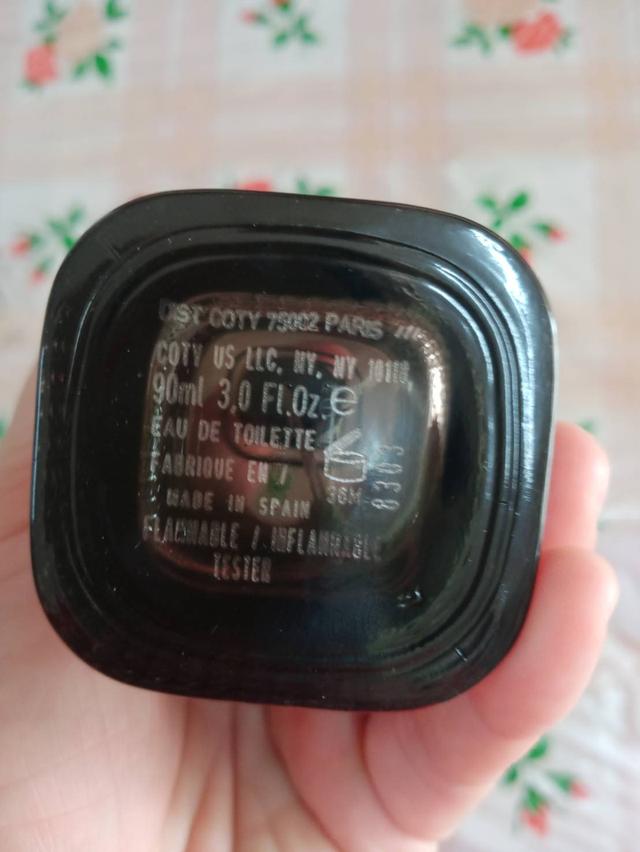 DIST COTY 75002 PARIS ///
COTY US LLC. NY. NY 10118,
90ml 3.0 Fl.Oz. e
EAU DE TOILETTE
FABRIQUE EN /
36M
8303
MADE IN SPAIN
FLAMMABLE / INFLAMMABLE
TESTER